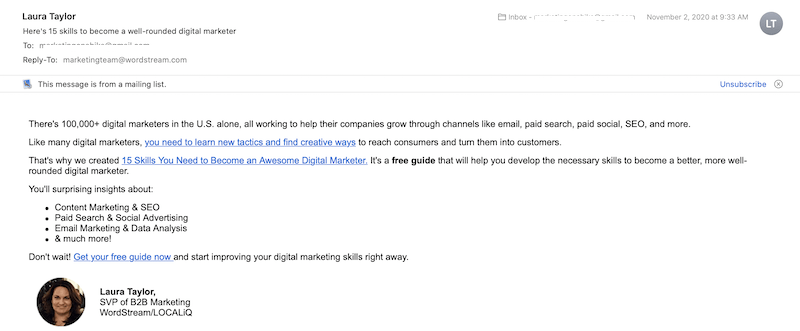 Laura Taylor
Inbox -
November 2, 2020 at 9:33 AM
LT
Here's 15 skills to become a well-rounded digital marketer
To:
Reply-To: marketingteam@wordstream.com
This message is from a mailing list.
Unsubscribe
There's 100,000+ digital marketers in the U.S. alone, all working to help their companies grow through channels like email, paid search, paid social, SEO, and more.
Like many digital marketers, you need to learn new tactics and find creative ways to reach consumers and turn them into customers.
That's why we created 15 Skills You Need to Become an Awesome Digital Marketer. It's a free guide that will help you develop the necessary skills to become a better, more well-
rounded digital marketer.
You'll surprising insights about:
• Content Marketing & SEO
• Paid Search & Social Advertising
• Email Marketing & Data Analysis
• & much more!
Don't wait! Get your free guide now and start improving your digital marketing skills right away.
Laura Taylor,
SVP of B2B Marketing
WordStream/LOCALiQ